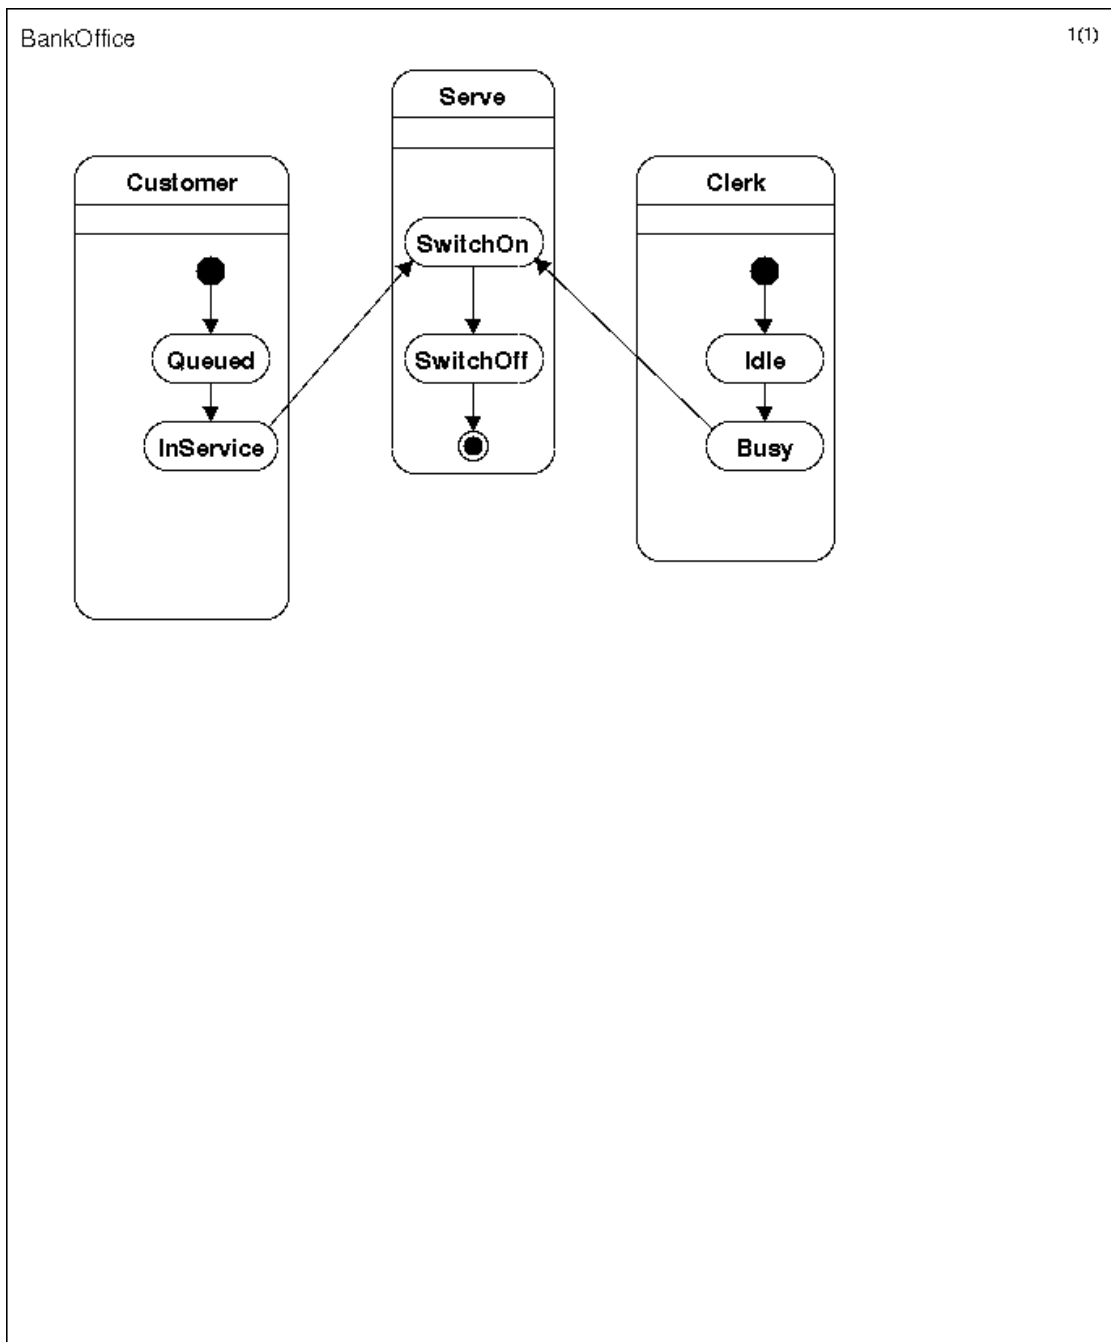 BankOffice
1(1)
Serve
Customer
Clerk
SwitchOn
Queued
SwitchOff
Idle
InService
Busy